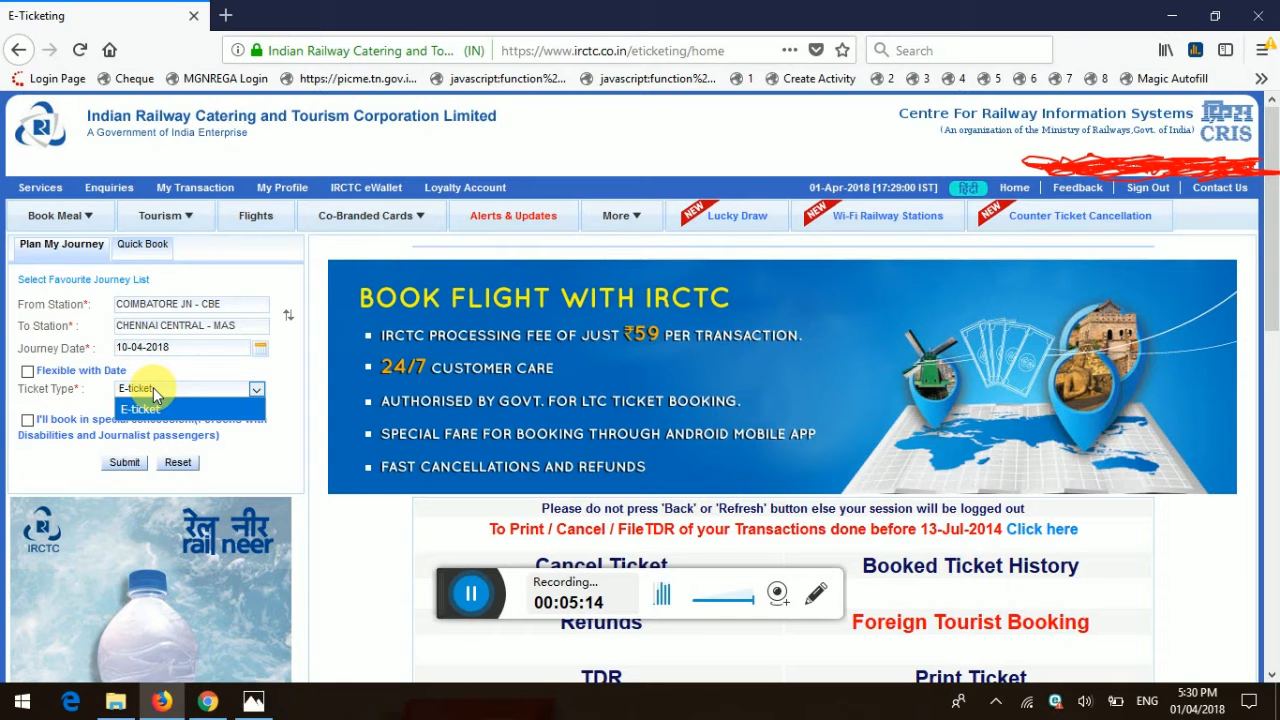 E-Ticketing
Indian Railway Catering and To... (IN) https://www.irctc.co.in/eticketing/home
Search
Login Page Cheque MGNREGA Login https://picme.tn.gov.i... javascript:function%2... javascript:function%2... 1 Create Activity 2 3 4 5 6 7 8 Magic Autofill
Indian Railway Catering and Tourism Corporation Limited
A Government of India Enterprise
Centre For Railway Information Systems
(An organization of the Ministry of Railways,Govt. of India)
CRIS
Services Enquiries My Transaction My Profile IRCTC eWallet Loyalty Account 01-Apr-2018 [17:29:00 IST] हिंदी Home Feedback Sign Out Contact Us
Book Meal Tourism Flights Co-Branded Cards Alerts & Updates More NEW Lucky Draw NEW Wi-Fi Railway Stations NEW Counter Ticket Cancellation
Plan My Journey Quick Book
Select Favourite Journey List
From Station*: COIMBATORE JN - CBE
To Station* : CHENNAI CENTRAL - MAS
Journey Date* : 10-04-2018
Flexible with Date
Ticket Type* : E-ticket
E-ticket
I'll book in special concession(Persons with
Disabilities and Journalist passengers)
Submit Reset
BOOK FLIGHT WITH IRCTC
IRCTC PROCESSING FEE OF JUST ₹59 PER TRANSACTION.
24/7 CUSTOMER CARE
AUTHORISED BY GOVT. FOR LTC TICKET BOOKING.
SPECIAL FARE FOR BOOKING THROUGH ANDROID MOBILE APP
FAST CANCELLATIONS AND REFUNDS
IRCTC
रेल नीर
rail neer
Please do not press 'Back' or 'Refresh' button else your session will be logged out
To Print / Cancel / FileTDR of your Transactions done before 13-Jul-2014 Click here
Cancel Ticket Booked Ticket History
Recording...
00:05:14
Refunds Foreign Tourist Booking
TDR Print Ticket
ENG
5:30 PM
01/04/2018